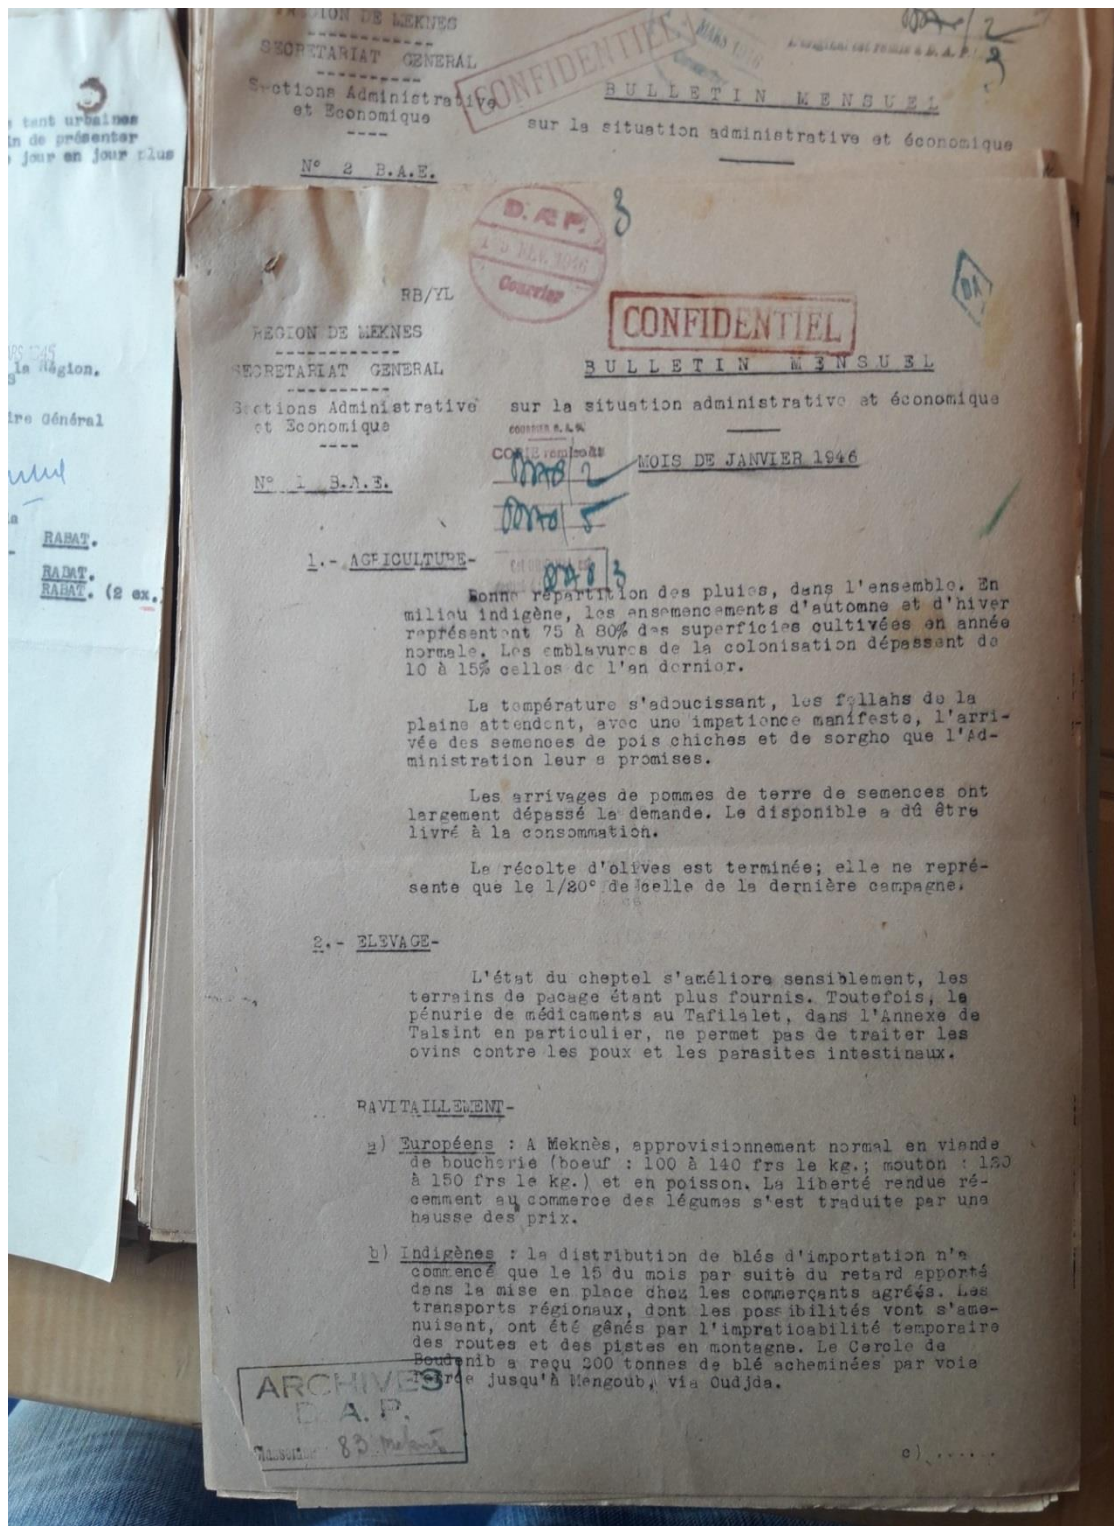 tant urbaines
in de présenter
jour en jour plus
la Région.
ire Général
RABAT.
RABAT.
RABAT. (2 ex.
REGION DE MEKNES
SECRETARIAT GENERAL
Sections Administrative
et Economique
N° 2 B.A.E.
CONFIDENTIEL
MARS
BULLETIN MENSUEL
sur la situation administrative et économique
D.A.P.
Courrier
3
RB/YL
REGION DE MEKNES
SECRETARIAT GENERAL
Sections Administrative
et Economique
N° 1 B.A.E.
CONFIDENTIEL
DA
BULLETIN MENSUEL
sur la situation administrative et économique
MOIS DE JANVIER 1946
1.- AGRICULTURE-
Bonne répartition des pluies, dans l'ensemble. En
milieu indigène, les ensemencements d'automne et d'hiver
représentent 75 à 80% des superficies cultivées en année
normale. Les emblavures de la colonisation dépassent de
10 à 15% celles de l'an dernier.
La température s'adoucissant, les fellahs de la
plaine attendent, avec une impatience manifeste, l'arri-
vée des semences de pois chiches et de sorgho que l'Ad-
ministration leur a promises.
Les arrivages de pommes de terre de semences ont
largement dépassé la demande. Le disponible a dû être
livré à la consommation.
La récolte d'olives est terminée; elle ne repré-
sente que le 1/20° de celle de la dernière campagne.
2.- ELEVAGE-
L'état du cheptel s'améliore sensiblement, les
terrains de pacage étant plus fournis. Toutefois, la
pénurie de médicaments au Tafilalet, dans l'Annexe de
Talsint en particulier, ne permet pas de traiter les
ovins contre les poux et les parasites intestinaux.
RAVITAILLEMENT-
a) Européens : A Meknès, approvisionnement normal en viande
de boucherie (boeuf : 100 à 140 frs le kg.; mouton : 120
à 150 frs le kg.) et en poisson. La liberté rendue ré-
cemment au commerce des légumes s'est traduite par une
hausse des prix.
b) Indigènes : la distribution de blés d'importation n'a
commencé que le 15 du mois par suite du retard apporté
dans la mise en place chez les commerçants agréés. Les
transports régionaux, dont les possibilités vont s'ame-
nuisant, ont été gênés par l'impraticabilité temporaire
des routes et des pistes en montagne. Le Cercle de
Boudenib a reçu 200 tonnes de blé acheminées par voie
ferrée jusqu'à Mengoub, via Oudjda.
ARCHIVES
D.A.P.
83 Meknès
c)......